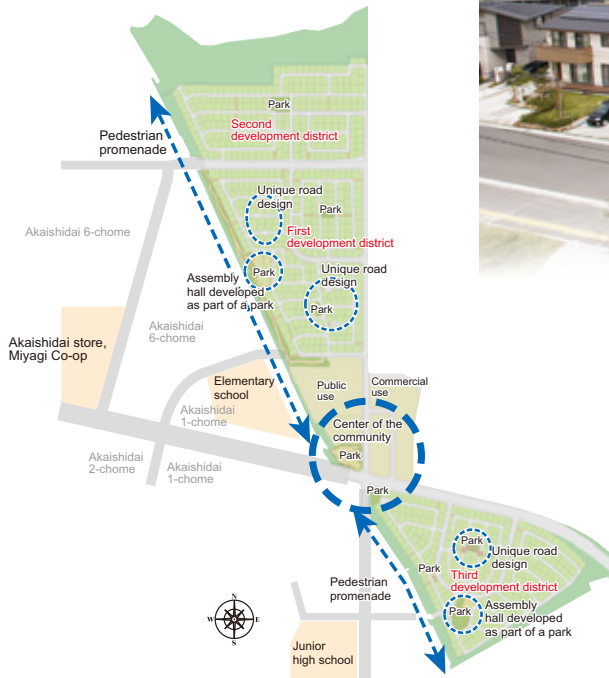 Park
Second
development district
Pedestrian
promenade
Unique road
design
Park
Akaishidai 6-chome
First
development district
Park
Unique road
design
Assembly
hall developed
as part of a park
Park
Akaishidai
6-chome
Akaishidai store,
Miyagi Co-op
Elementary
school
Public
use
Commercial
use
Akaishidai
1-chome
Center of the
community
Park
Akaishidai
2-chome
Akaishidai
1-chome
Park
Park
Unique road
design
Park
Third
development district
Pedestrian
promenade
Park
Assembly
hall developed
as part of a park
N
W
E
S
Junior
high school